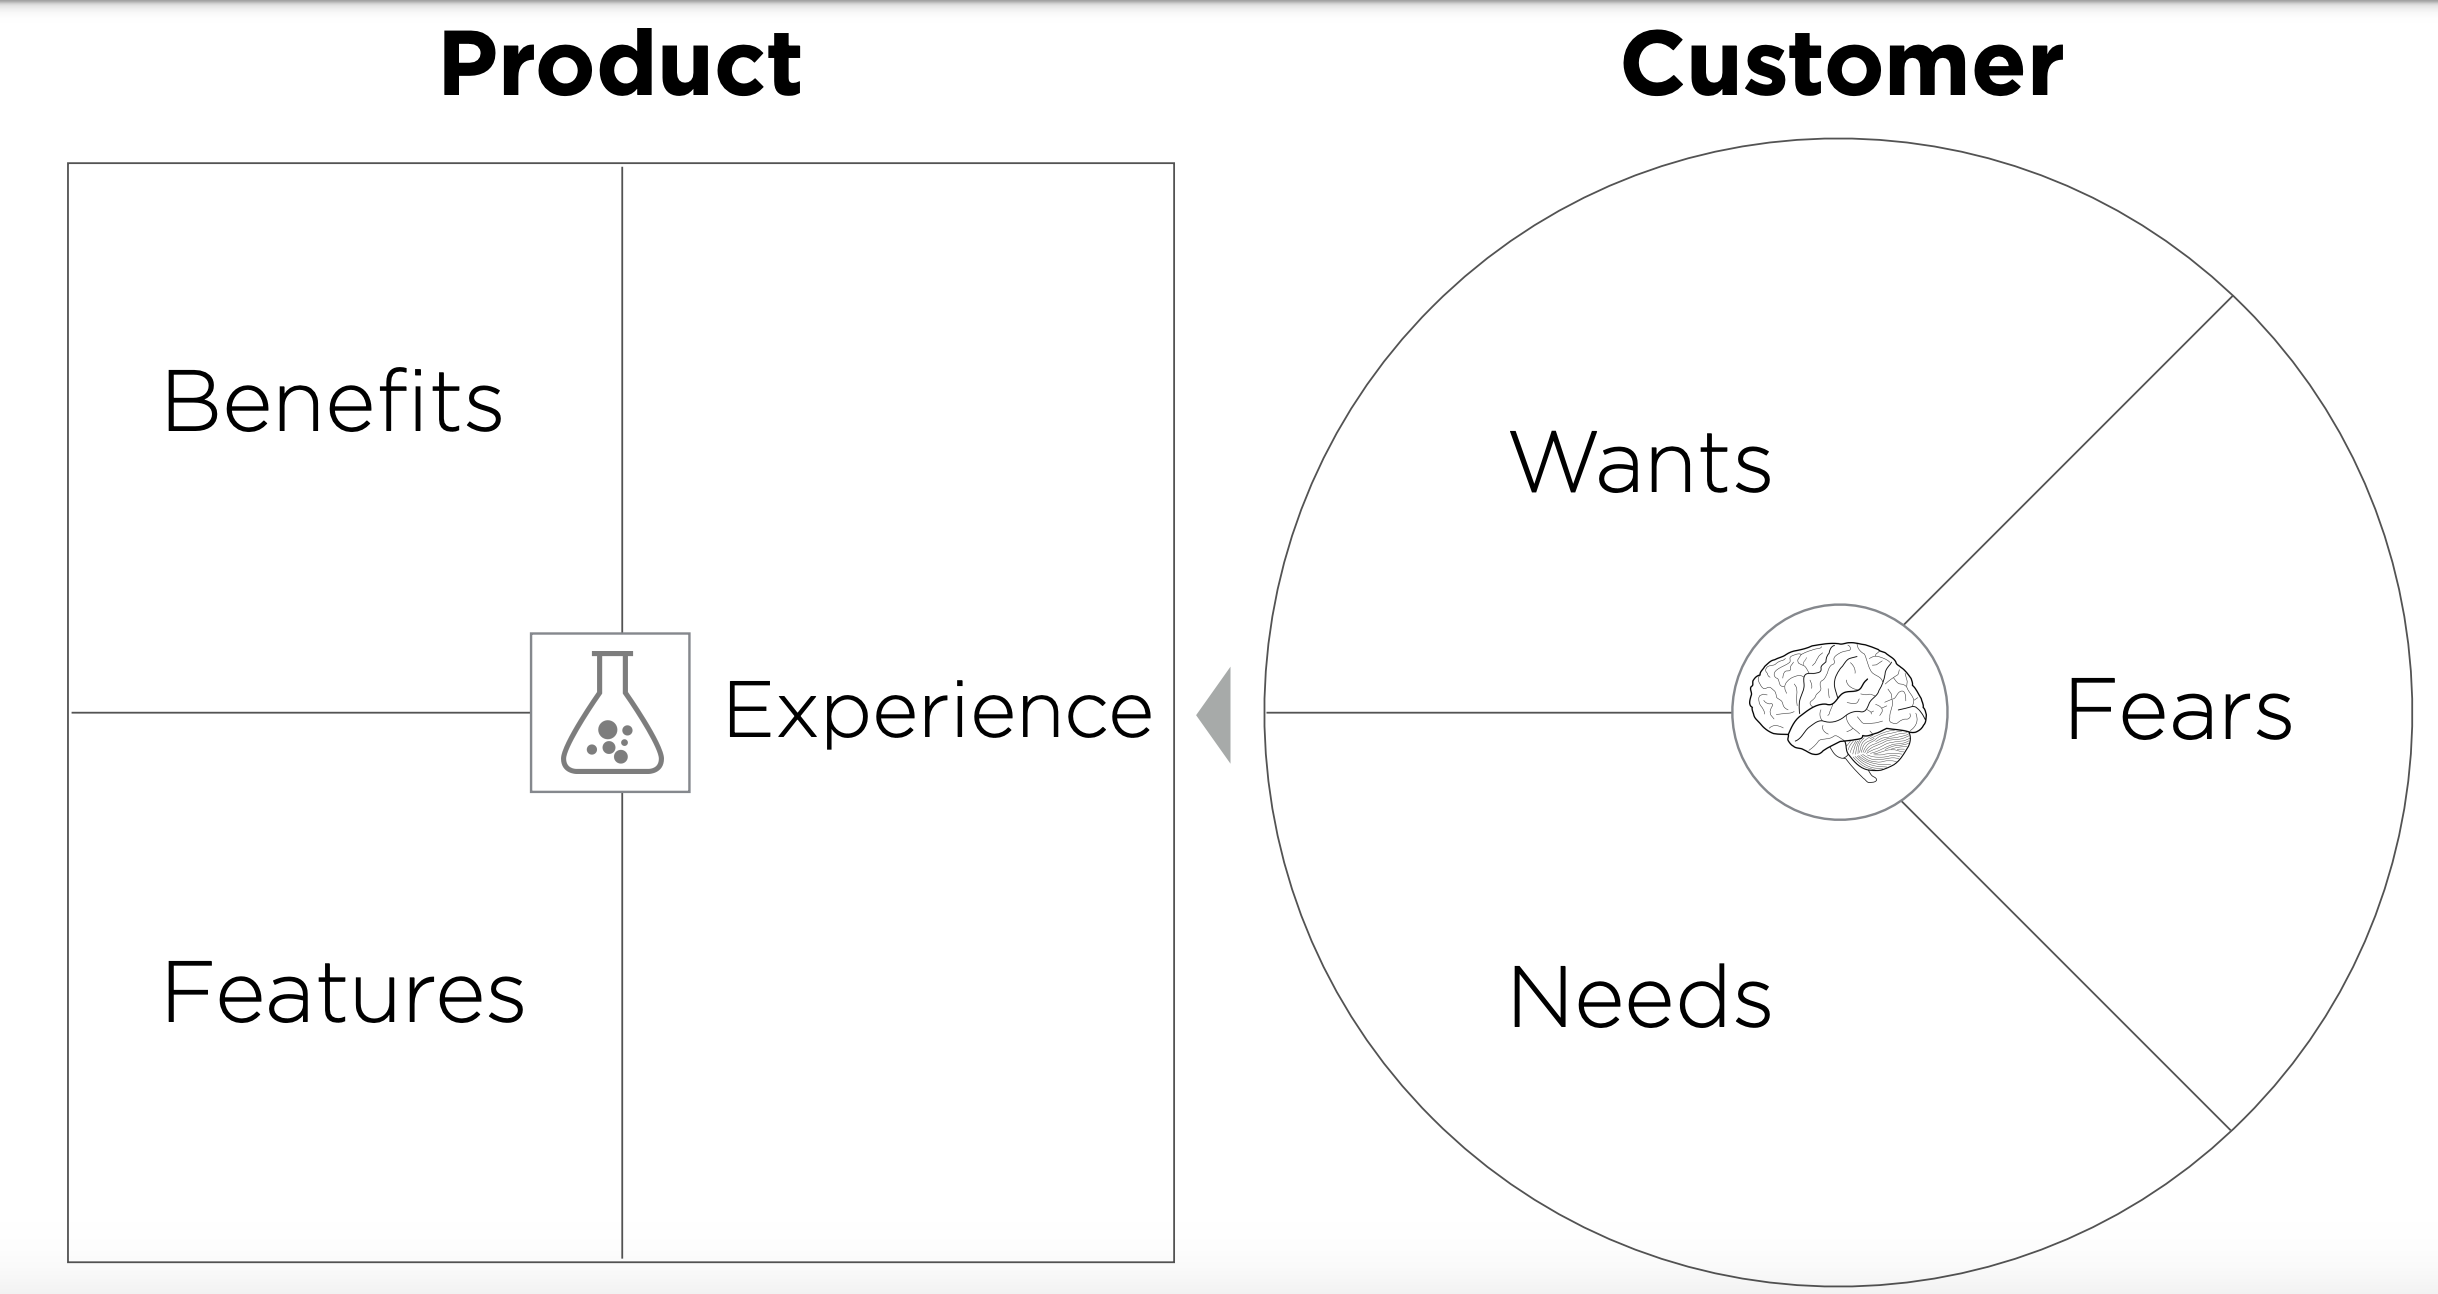 Product
Benefits
Features
Experience
Customer
Wants
Fears
Needs